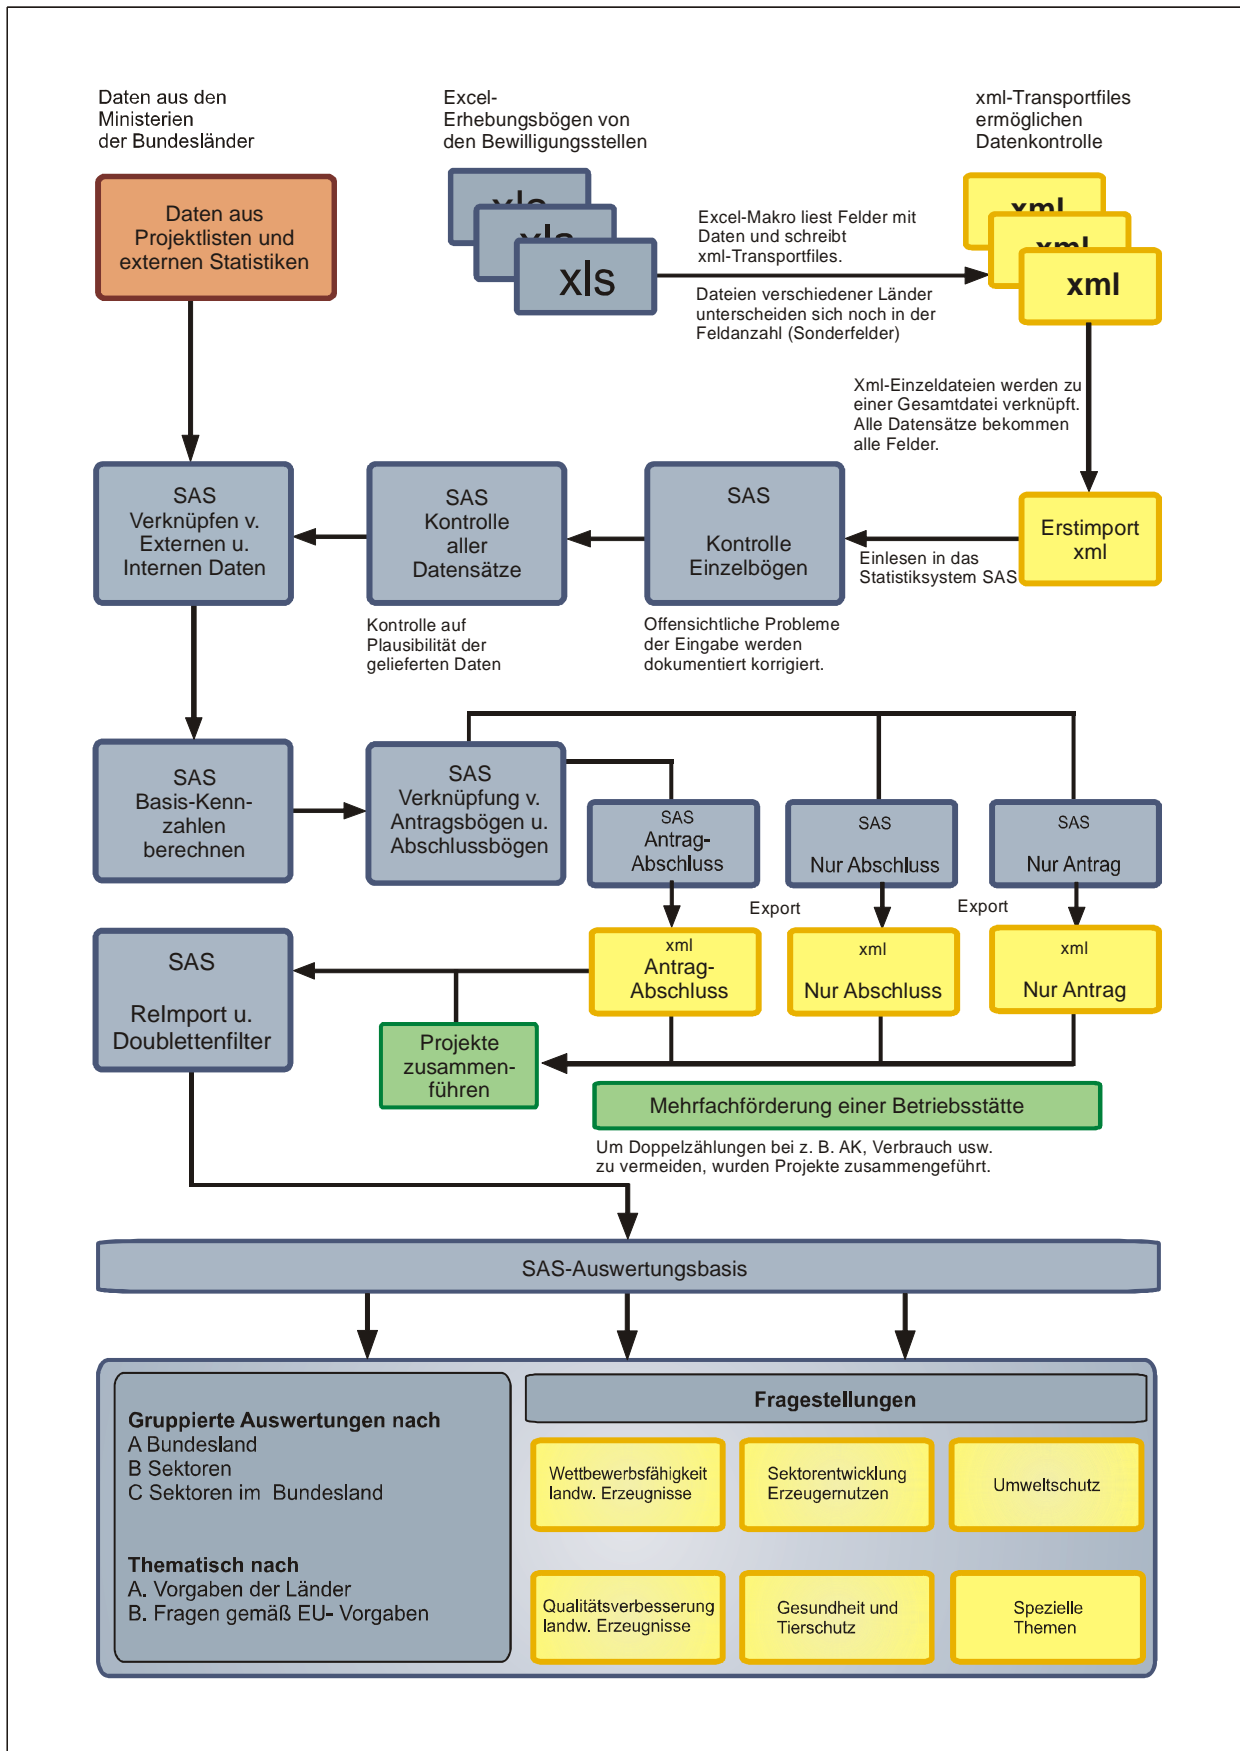 Daten aus den
Ministerien
der Bundesländer
Excel-
Erhebungsbögen von
den Bewilligungsstellen
xml-Transportfiles
ermöglichen
Datenkontrolle
Daten aus
Projektlisten und
externen Statistiken
xls
xls
xls
Excel-Makro liest Felder mit
Daten und schreibt
xml-Transportfiles.
Dateien verschiedener Länder
unterscheiden sich noch in der
Feldanzahl (Sonderfelder)
xml
xml
xml
Xml-Einzeldateien werden zu
einer Gesamtdatei verknüpft.
Alle Datensätze bekommen
alle Felder.
SAS
Verknüpfen v.
Externen u.
Internen Daten
SAS
Kontrolle
aller
Datensätze
SAS
Kontrolle
Einzelbögen
Erstimport
xml
Einlesen in das
Statistiksystem SAS
Kontrolle auf
Plausibilität der
gelieferten Daten
Offensichtliche Probleme
der Eingabe werden
dokumentiert korrigiert.
SAS
Basis-Kenn-
zahlen
berechnen
SAS
Verknüpfung v.
Antragsbögen u.
Abschlussbögen
SAS
Antrag-
Abschluss
SAS
Nur Abschluss
SAS
Nur Antrag
Export
Export
SAS
ReImport u.
Doublettenfilter
xml
Antrag-
Abschluss
xml
Nur Abschluss
xml
Nur Antrag
Projekte
zusammen-
führen
Mehrfachförderung einer Betriebsstätte
Um Doppelzählungen bei z. B. AK, Verbrauch usw.
zu vermeiden, wurden Projekte zusammengeführt.
SAS-Auswertungsbasis
Gruppierte Auswertungen nach
A Bundesland
B Sektoren
C Sektoren im Bundesland
Thematisch nach
A. Vorgaben der Länder
B. Fragen gemäß EU- Vorgaben
Fragestellungen
Wettbewerbsfähigkeit
landw. Erzeugnisse
Sektorentwicklung
Erzeugernutzen
Umweltschutz
Qualitätsverbesserung
landw. Erzeugnisse
Gesundheit und
Tierschutz
Spezielle
Themen